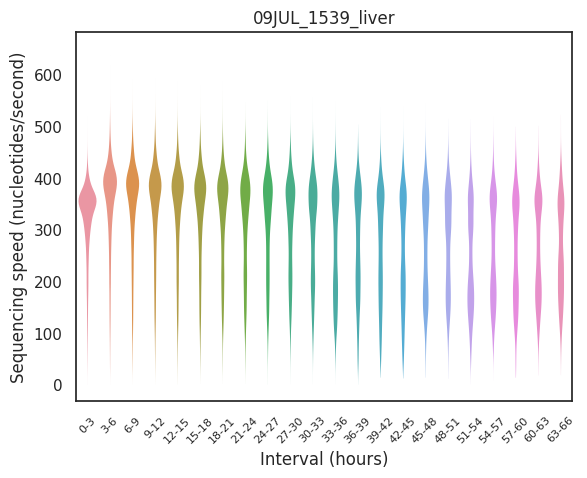 09JUL_1539_liver
Sequencing speed (nucleotides/second)
600
500
400
300
200
100
0
0-3 3-6 6-9 9-12 12-15 15-18 18-21 21-24 24-27 27-30 30-33 33-36 36-39 39-42 42-45 45-48 48-51 51-54 54-57 57-60 60-63 63-66
Interval (hours)